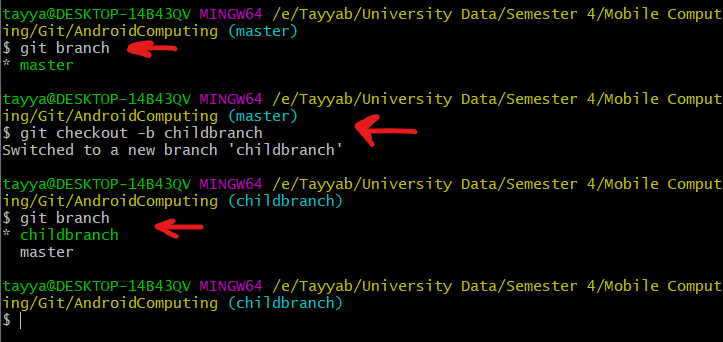 tayya@DESKTOP-14B43QV MINGW64 /e/Tayyab/University Data/Semester 4/Mobile Comput
ing/Git/AndroidComputing (master)
$ git branch
* master
tayya@DESKTOP-14B43QV MINGW64 /e/Tayyab/University Data/Semester 4/Mobile Comput
ing/Git/AndroidComputing (master)
$ git checkout -b childbranch
Switched to a new branch 'childbranch'
tayya@DESKTOP-14B43QV MINGW64 /e/Tayyab/University Data/Semester 4/Mobile Comput
ing/Git/AndroidComputing (childbranch)
$ git branch
* childbranch
  master
tayya@DESKTOP-14B43QV MINGW64 /e/Tayyab/University Data/Semester 4/Mobile Comput
ing/Git/AndroidComputing (childbranch)
$